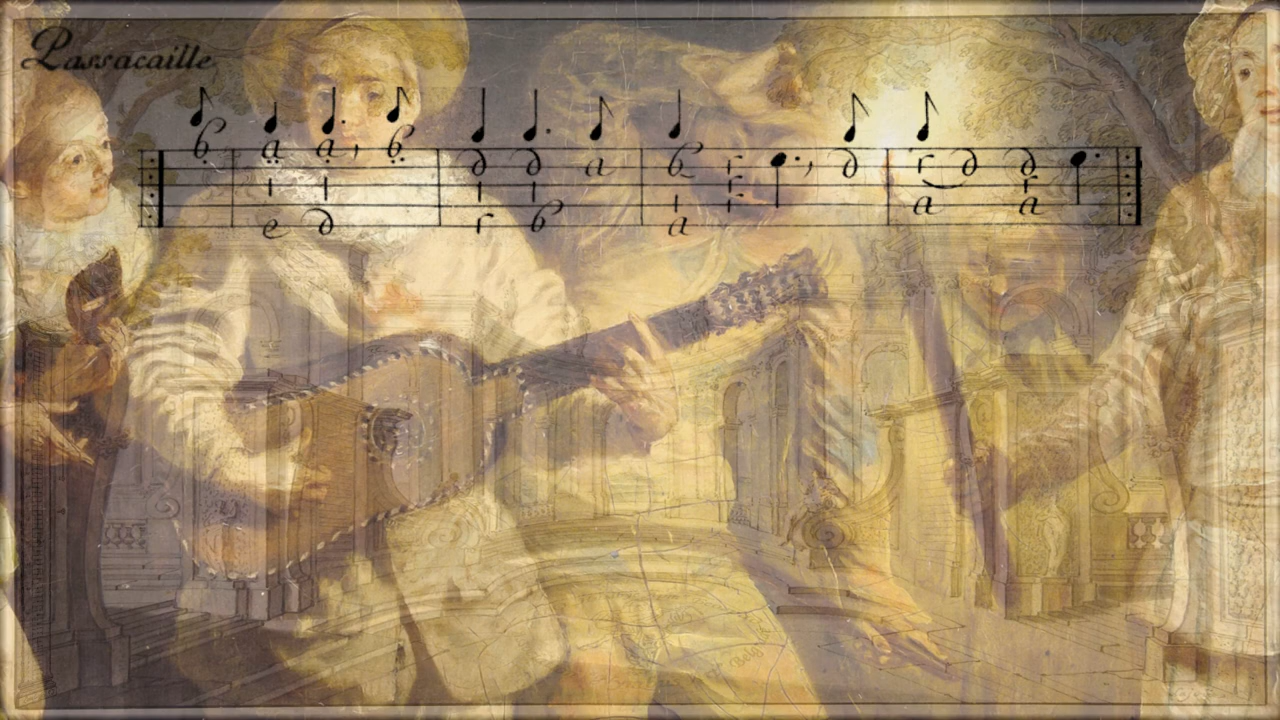 Passacaille
b a a, b d d a b r d r d d
r
a a
e d r b a